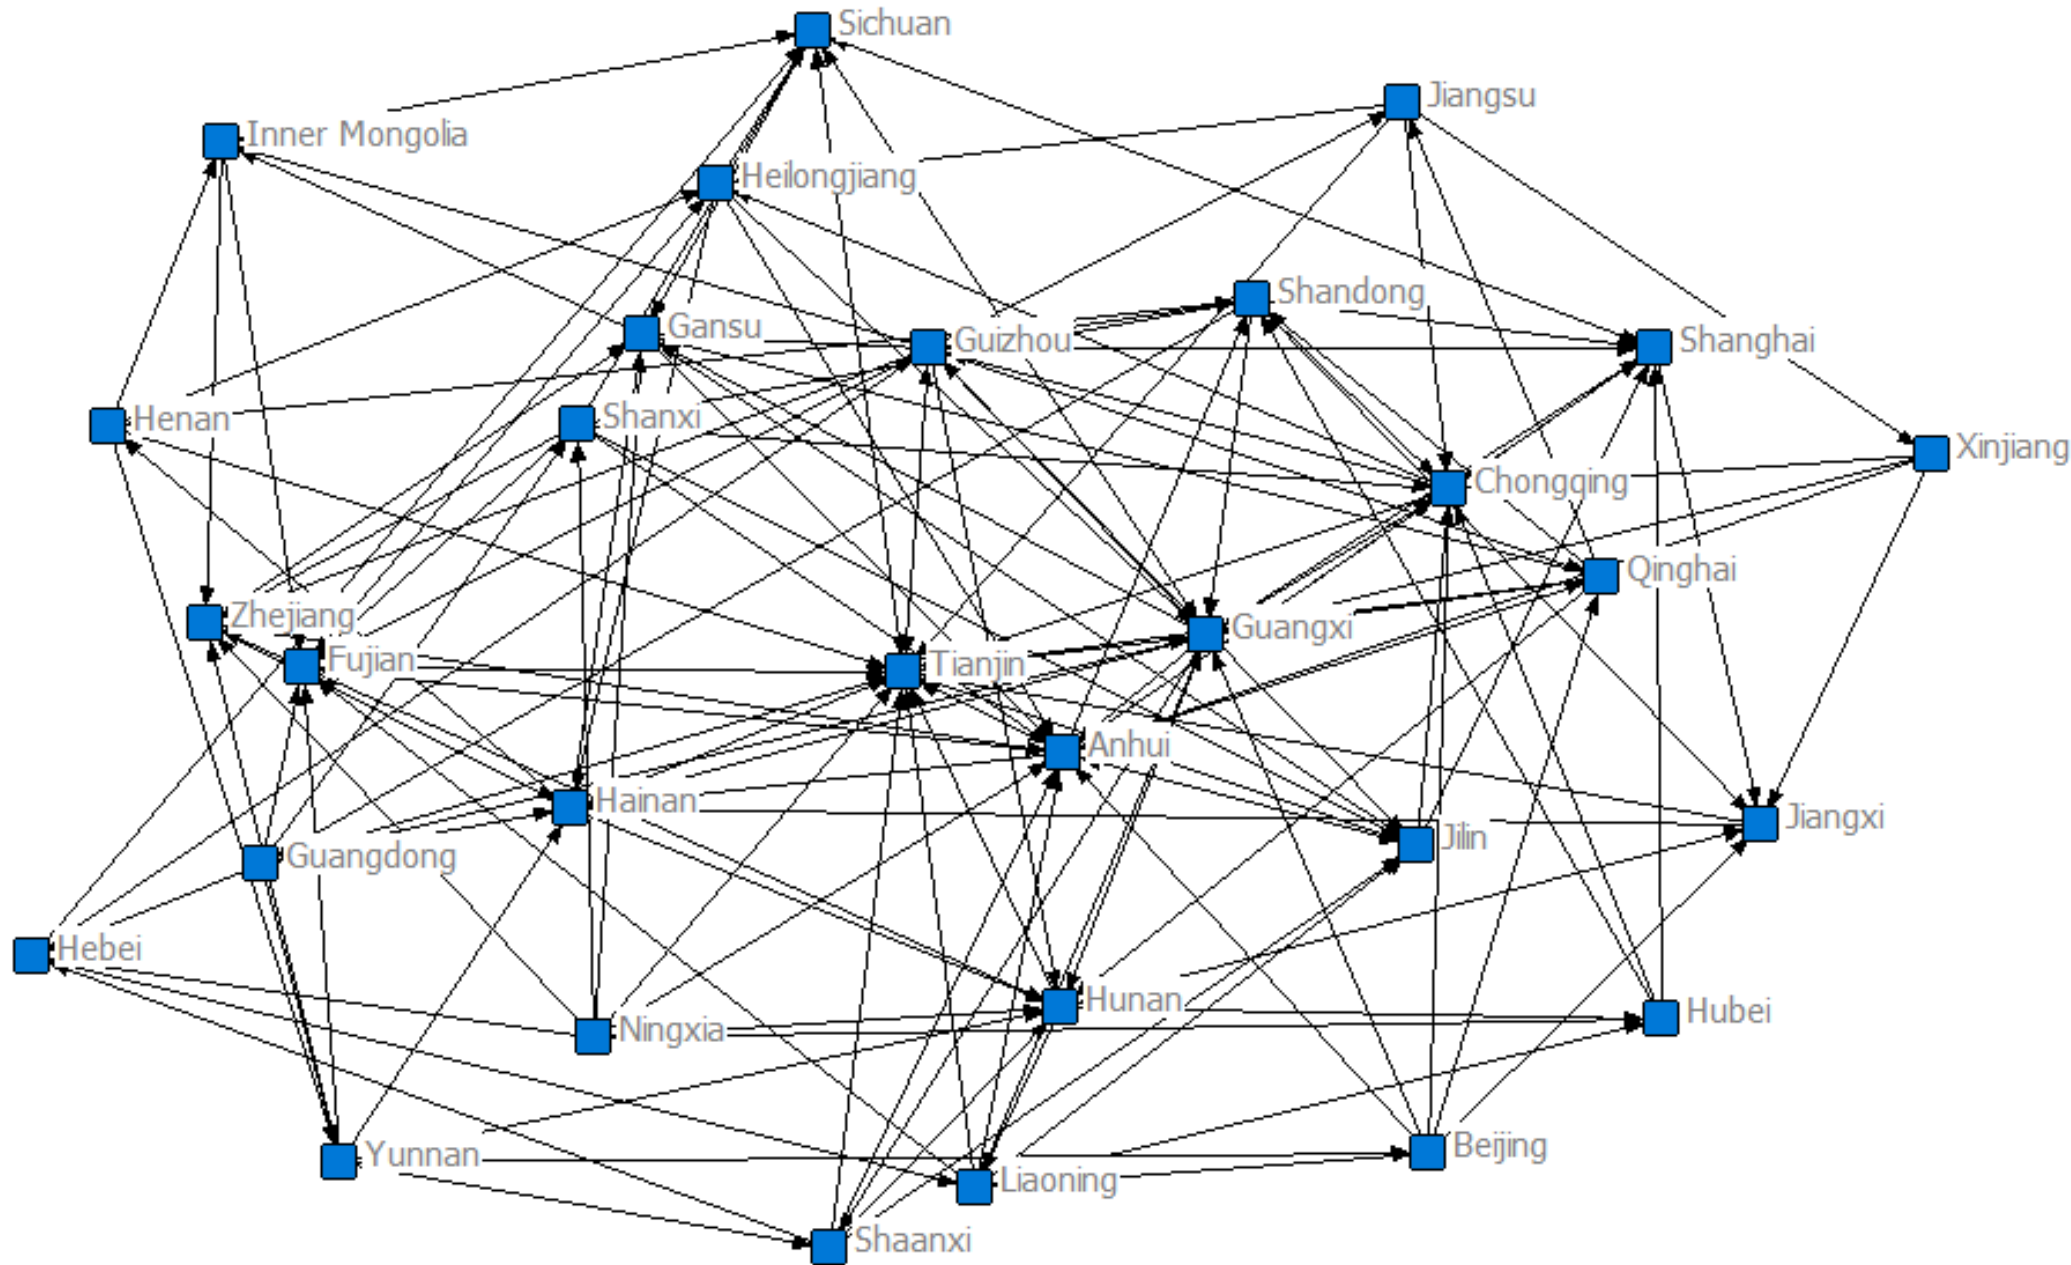 Sichuan
Jiangsu
Inner Mongolia
Heilongjiang
Shandong
Gansu
Guizhou
Shanghai
Henan
Shanxi
Xinjiang
Chongqing
Qinghai
Zhejiang
Guangxi
Fujian
Tianjin
Anhui
Hainan
Jiangxi
Jilin
Guangdong
Hebei
Hunan
Hubei
Ningxia
Beijing
Yunnan
Liaoning
Shaanxi